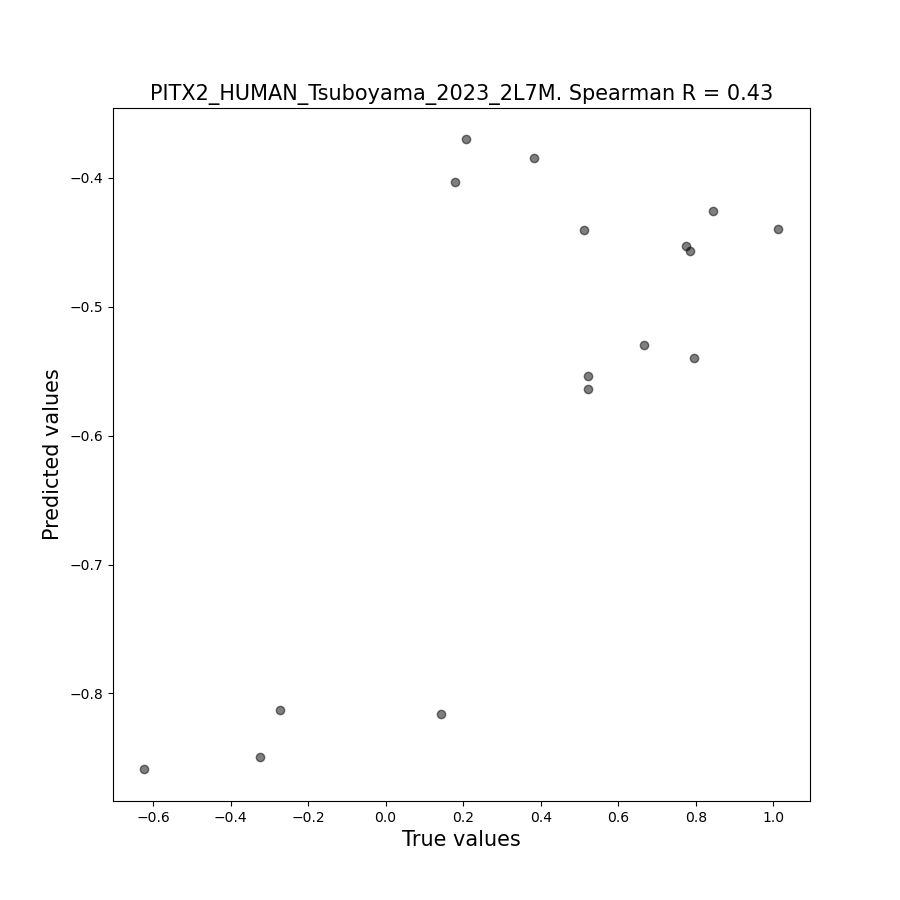 PITX2_HUMAN_Tsuboyama_2023_2L7M. Spearman R = 0.43
−0.4
−0.5
−0.6
−0.7
−0.8
Predicted values
−0.6 −0.4 −0.2 0.0 0.2 0.4 0.6 0.8 1.0
True values